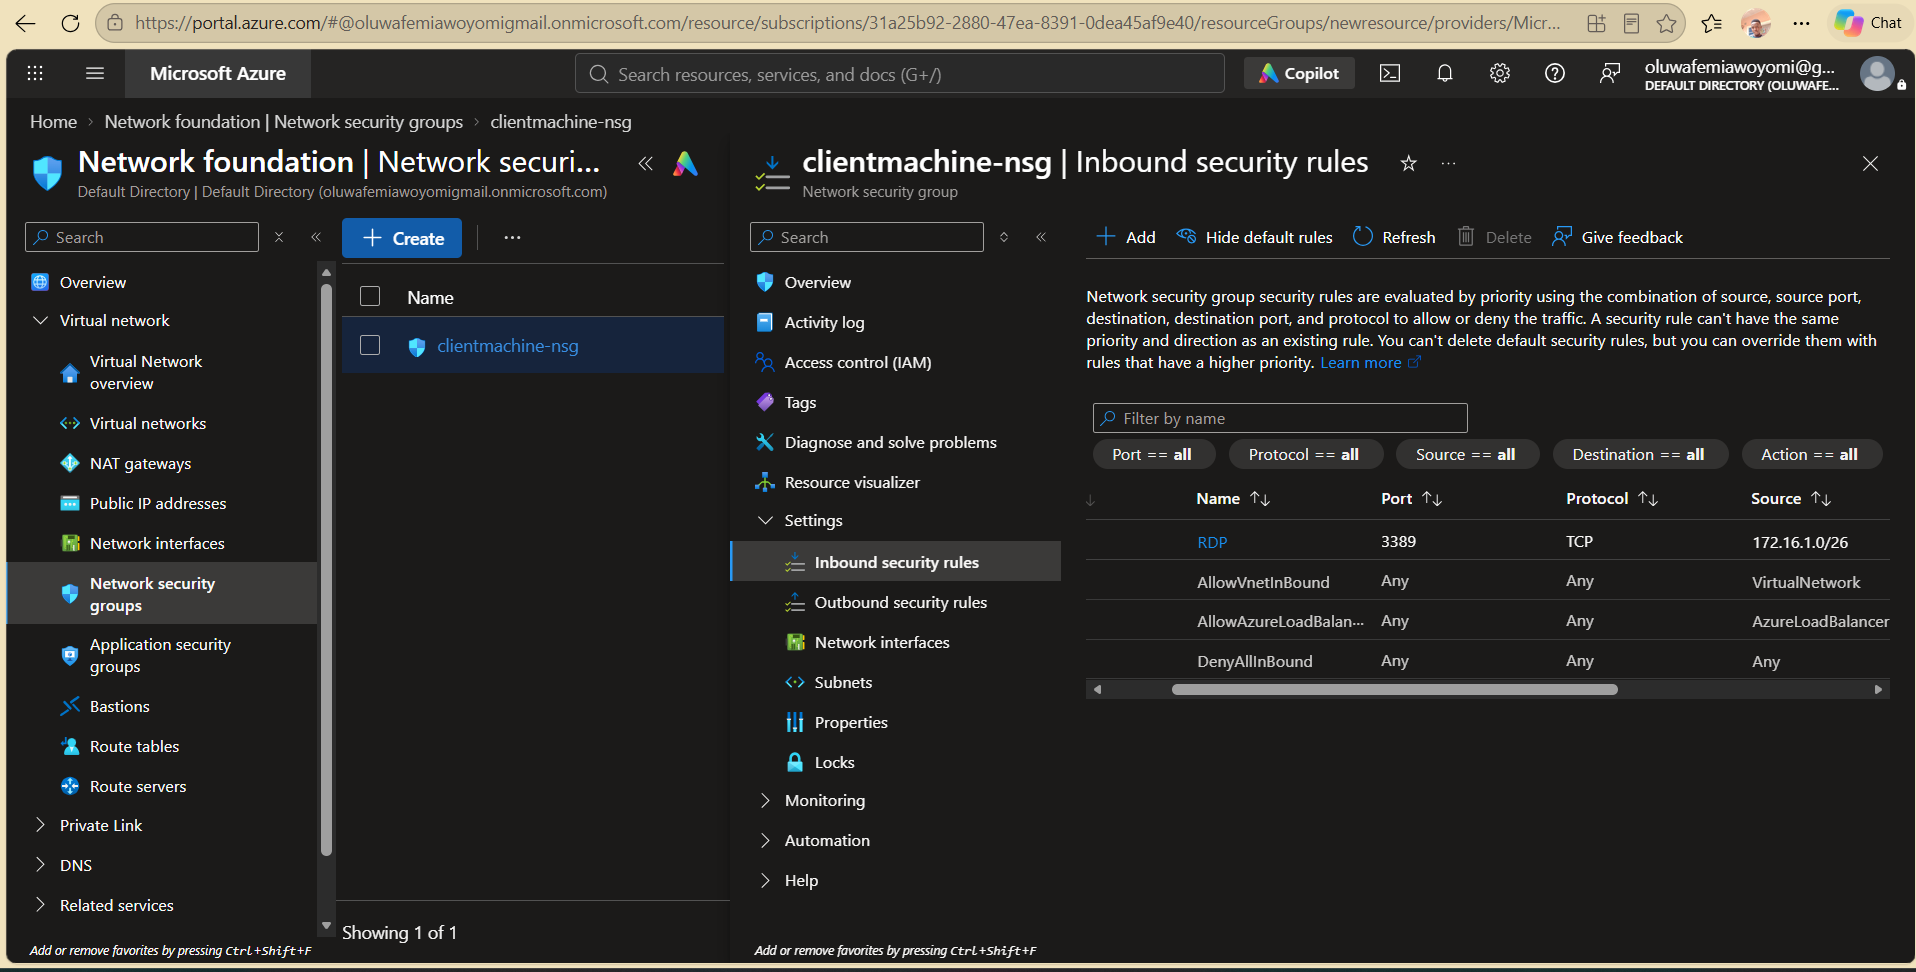 https://portal.azure.com/#@oluwafemiawoyomigmail.onmicrosoft.com/resource/subscriptions/31a25b92-2880-47ea-8391-0dea45af9e40/resourceGroups/newresource/providers/Micr...
Chat
Microsoft Azure
Search resources, services, and docs (G+/)
Copilot
oluwafemiawoyomi@g...
DEFAULT DIRECTORY (OLUWAFE...
Home > Network foundation | Network security groups > clientmachine-nsg
Network foundation | Network securi...
Default Directory | Default Directory (oluwafemiawoyomigmail.onmicrosoft.com)
Search
Create
Overview
Virtual network
Virtual Network
overview
Virtual networks
NAT gateways
Public IP addresses
Network interfaces
Network security
groups
Application security
groups
Bastions
Route tables
Route servers
Private Link
DNS
Related services
Add or remove favorites by pressing Ctrl+Shift+F
Name
clientmachine-nsg
Showing 1 of 1
clientmachine-nsg | Inbound security rules
Network security group
Search
Overview
Activity log
Access control (IAM)
Tags
Diagnose and solve problems
Resource visualizer
Settings
Inbound security rules
Outbound security rules
Network interfaces
Subnets
Properties
Locks
Monitoring
Automation
Help
Add or remove favorites by pressing Ctrl+Shift+F
Add Hide default rules Refresh Delete Give feedback
Network security group security rules are evaluated by priority using the combination of source, source port,
destination, destination port, and protocol to allow or deny the traffic. A security rule can't have the same
priority and direction as an existing rule. You can't delete default security rules, but you can override them with
rules that have a higher priority. Learn more
Filter by name
Port == all Protocol == all Source == all Destination == all Action == all
Name Port Protocol Source
RDP 3389 TCP 172.16.1.0/26
AllowVnetInBound Any Any VirtualNetwork
AllowAzureLoadBalan... Any Any AzureLoadBalancer
DenyAllInBound Any Any Any